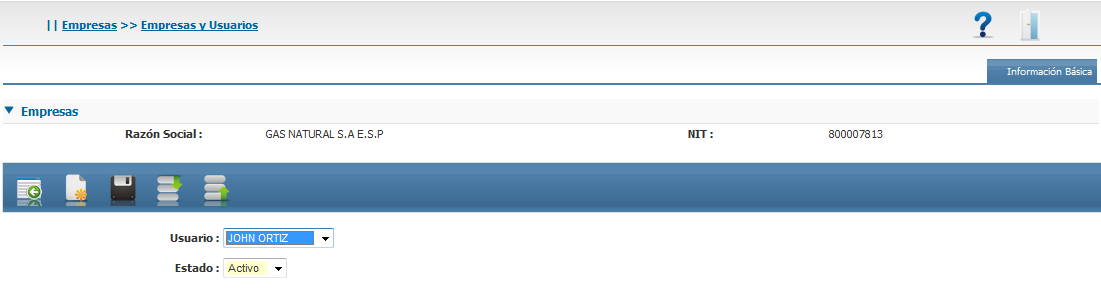 || Empresas >> Empresas y Usuarios
Información Básica
Empresas
Razón Social : GAS NATURAL S.A E.S.P NIT : 800007813
Usuario : JOHN ORTIZ
Estado : Activo